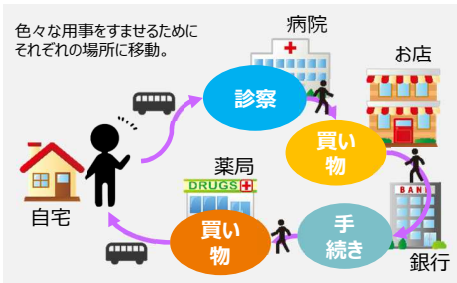 色々な用事をすませるために
それぞれの場所に移動。
病院
診察
お店
買い
物
BANK
銀行
手
続き
薬局
DRUGS
買い
物
自宅